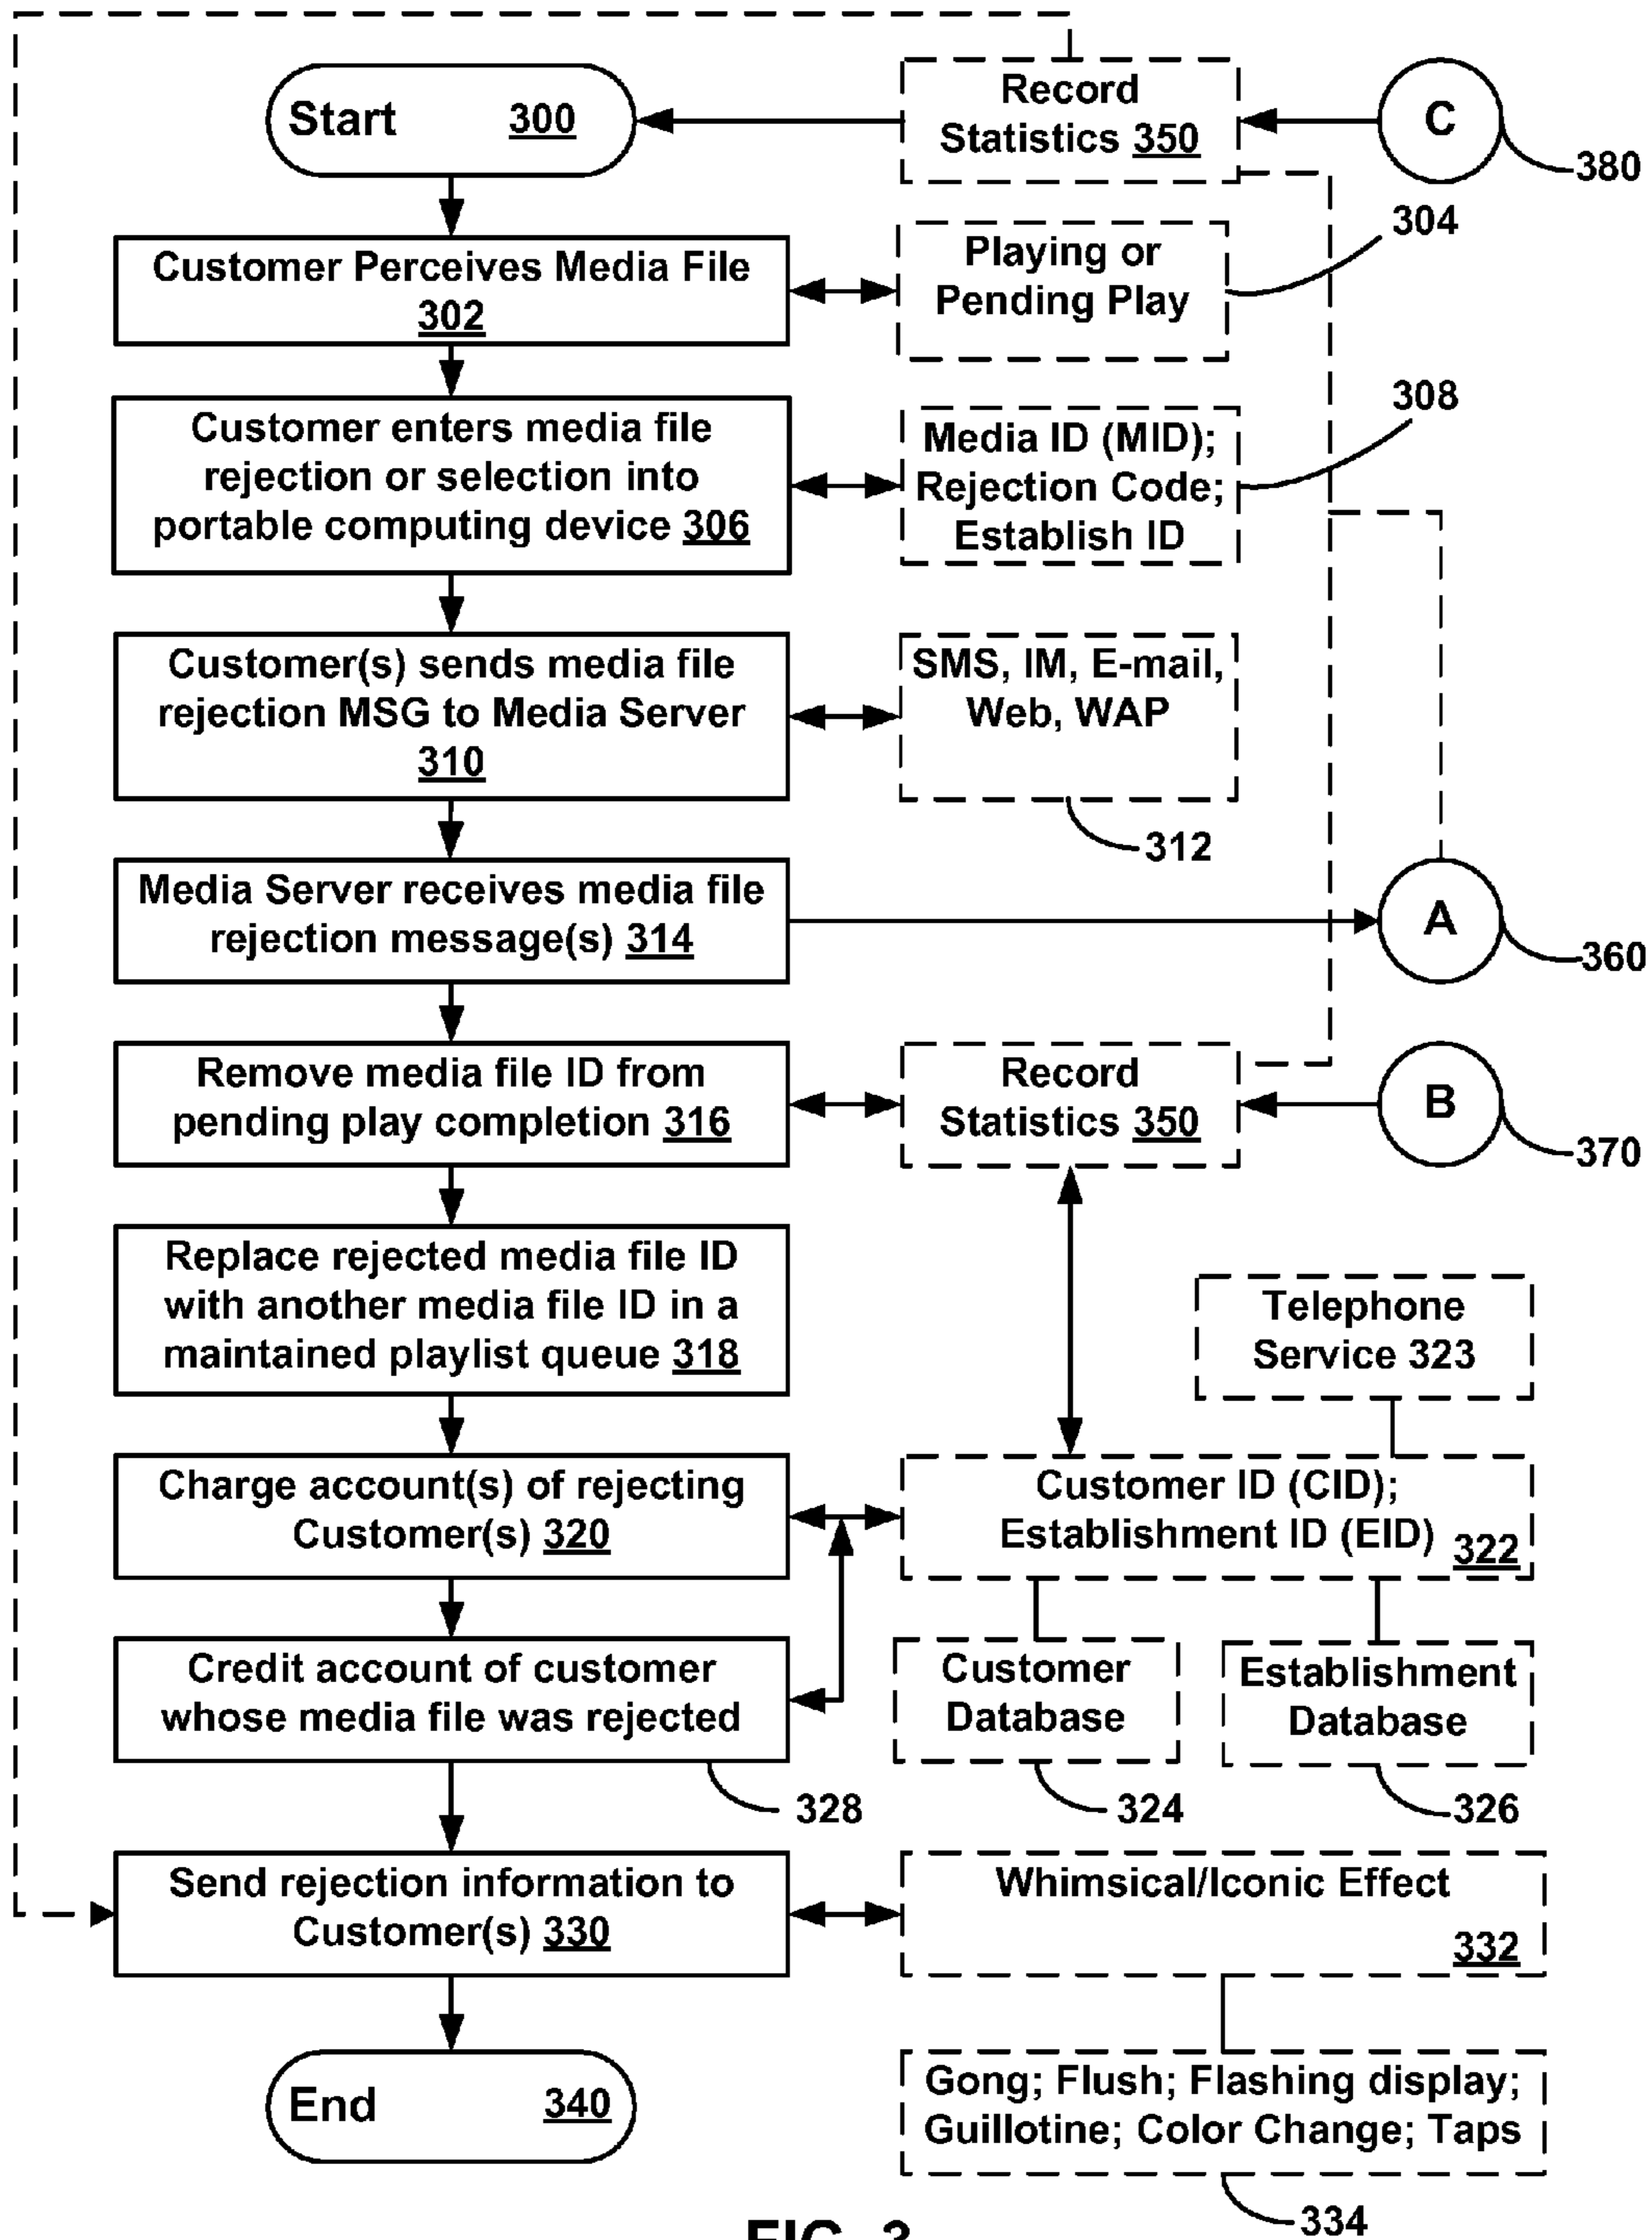 Start 300
Record
Statistics 350
C
380
Customer Perceives Media File
302
Playing or
Pending Play
304
Customer enters media file
rejection or selection into
portable computing device 306
Media ID (MID);
Rejection Code;
Establish ID
308
Customer(s) sends media file
rejection MSG to Media Server
310
SMS, IM, E-mail,
Web, WAP
312
Media Server receives media file
rejection message(s) 314
A
360
Remove media file ID from
pending play completion 316
Record
Statistics 350
B
370
Replace rejected media file ID
with another media file ID in a
maintained playlist queue 318
Telephone
Service 323
Charge account(s) of rejecting
Customer(s) 320
Customer ID (CID);
Establishment ID (EID) 322
Credit account of customer
whose media file was rejected
328
Customer
Database
324
Establishment
Database
326
Send rejection information to
Customer(s) 330
Whimsical/Iconic Effect
332
End 340
Gong; Flush; Flashing display;
Guillotine; Color Change; Taps
334
FIG. 3